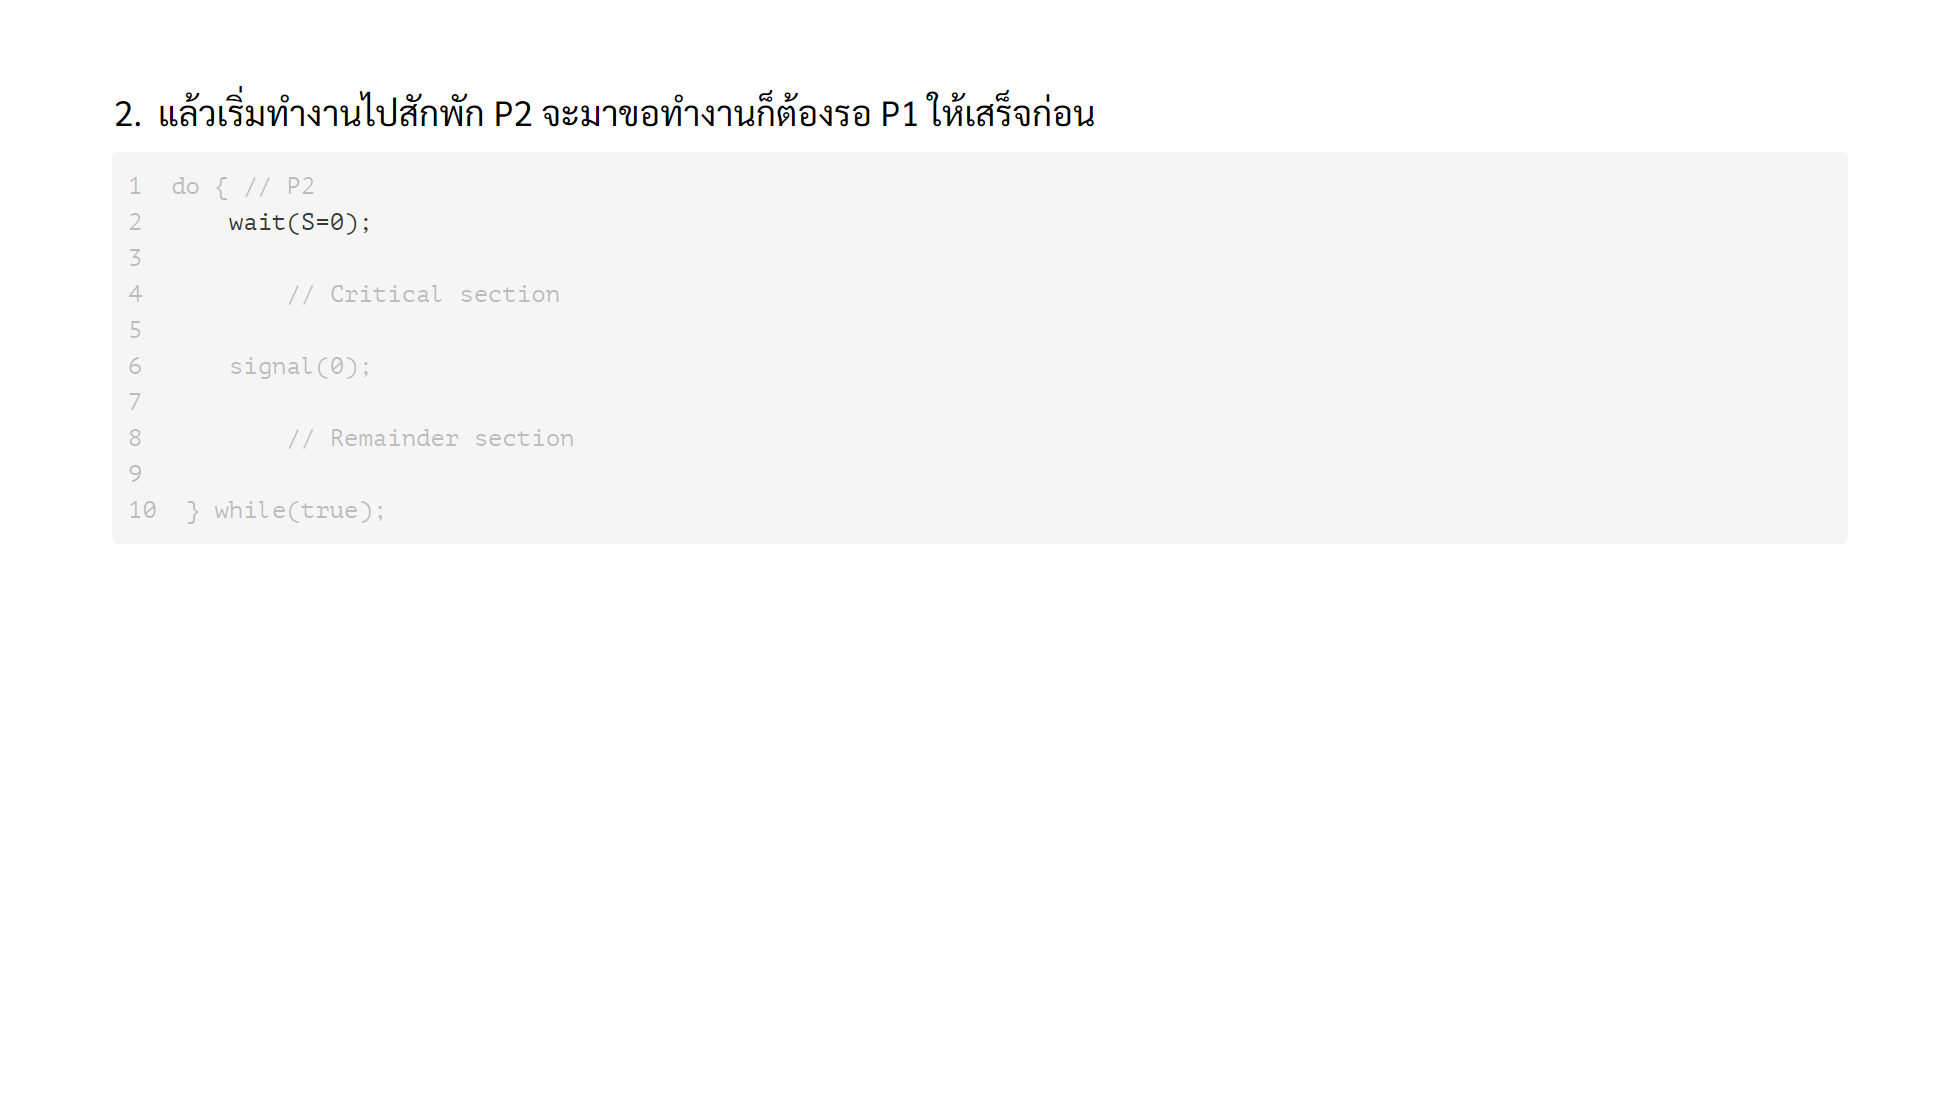 2. แล้วเริ่มทำงานไปสักพัก P2 จะมาขอทำงานก็ต้องรอ P1 ให้เสร็จก่อน
1 do { // P2
2 wait(S=0);
3
4 // Critical section
5
6 signal(0);
7
8 // Remainder section
9
10 } while(true);